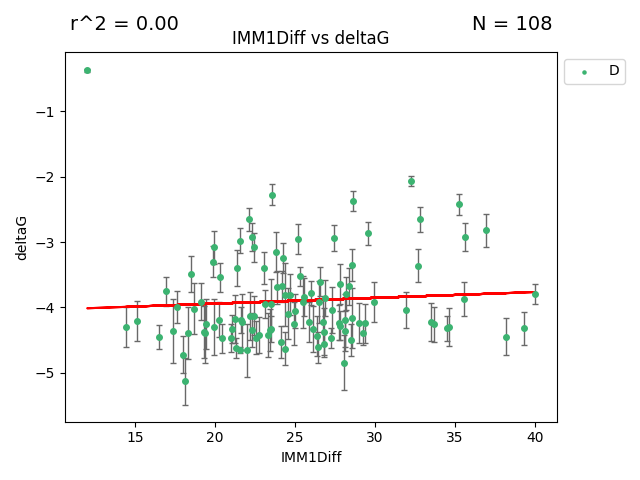 r^2 = 0.00
N = 108
IMM1Diff vs deltaG
D
deltaG
−1
−2
−3
−4
−5
15 20 25 30 35 40
IMM1Diff